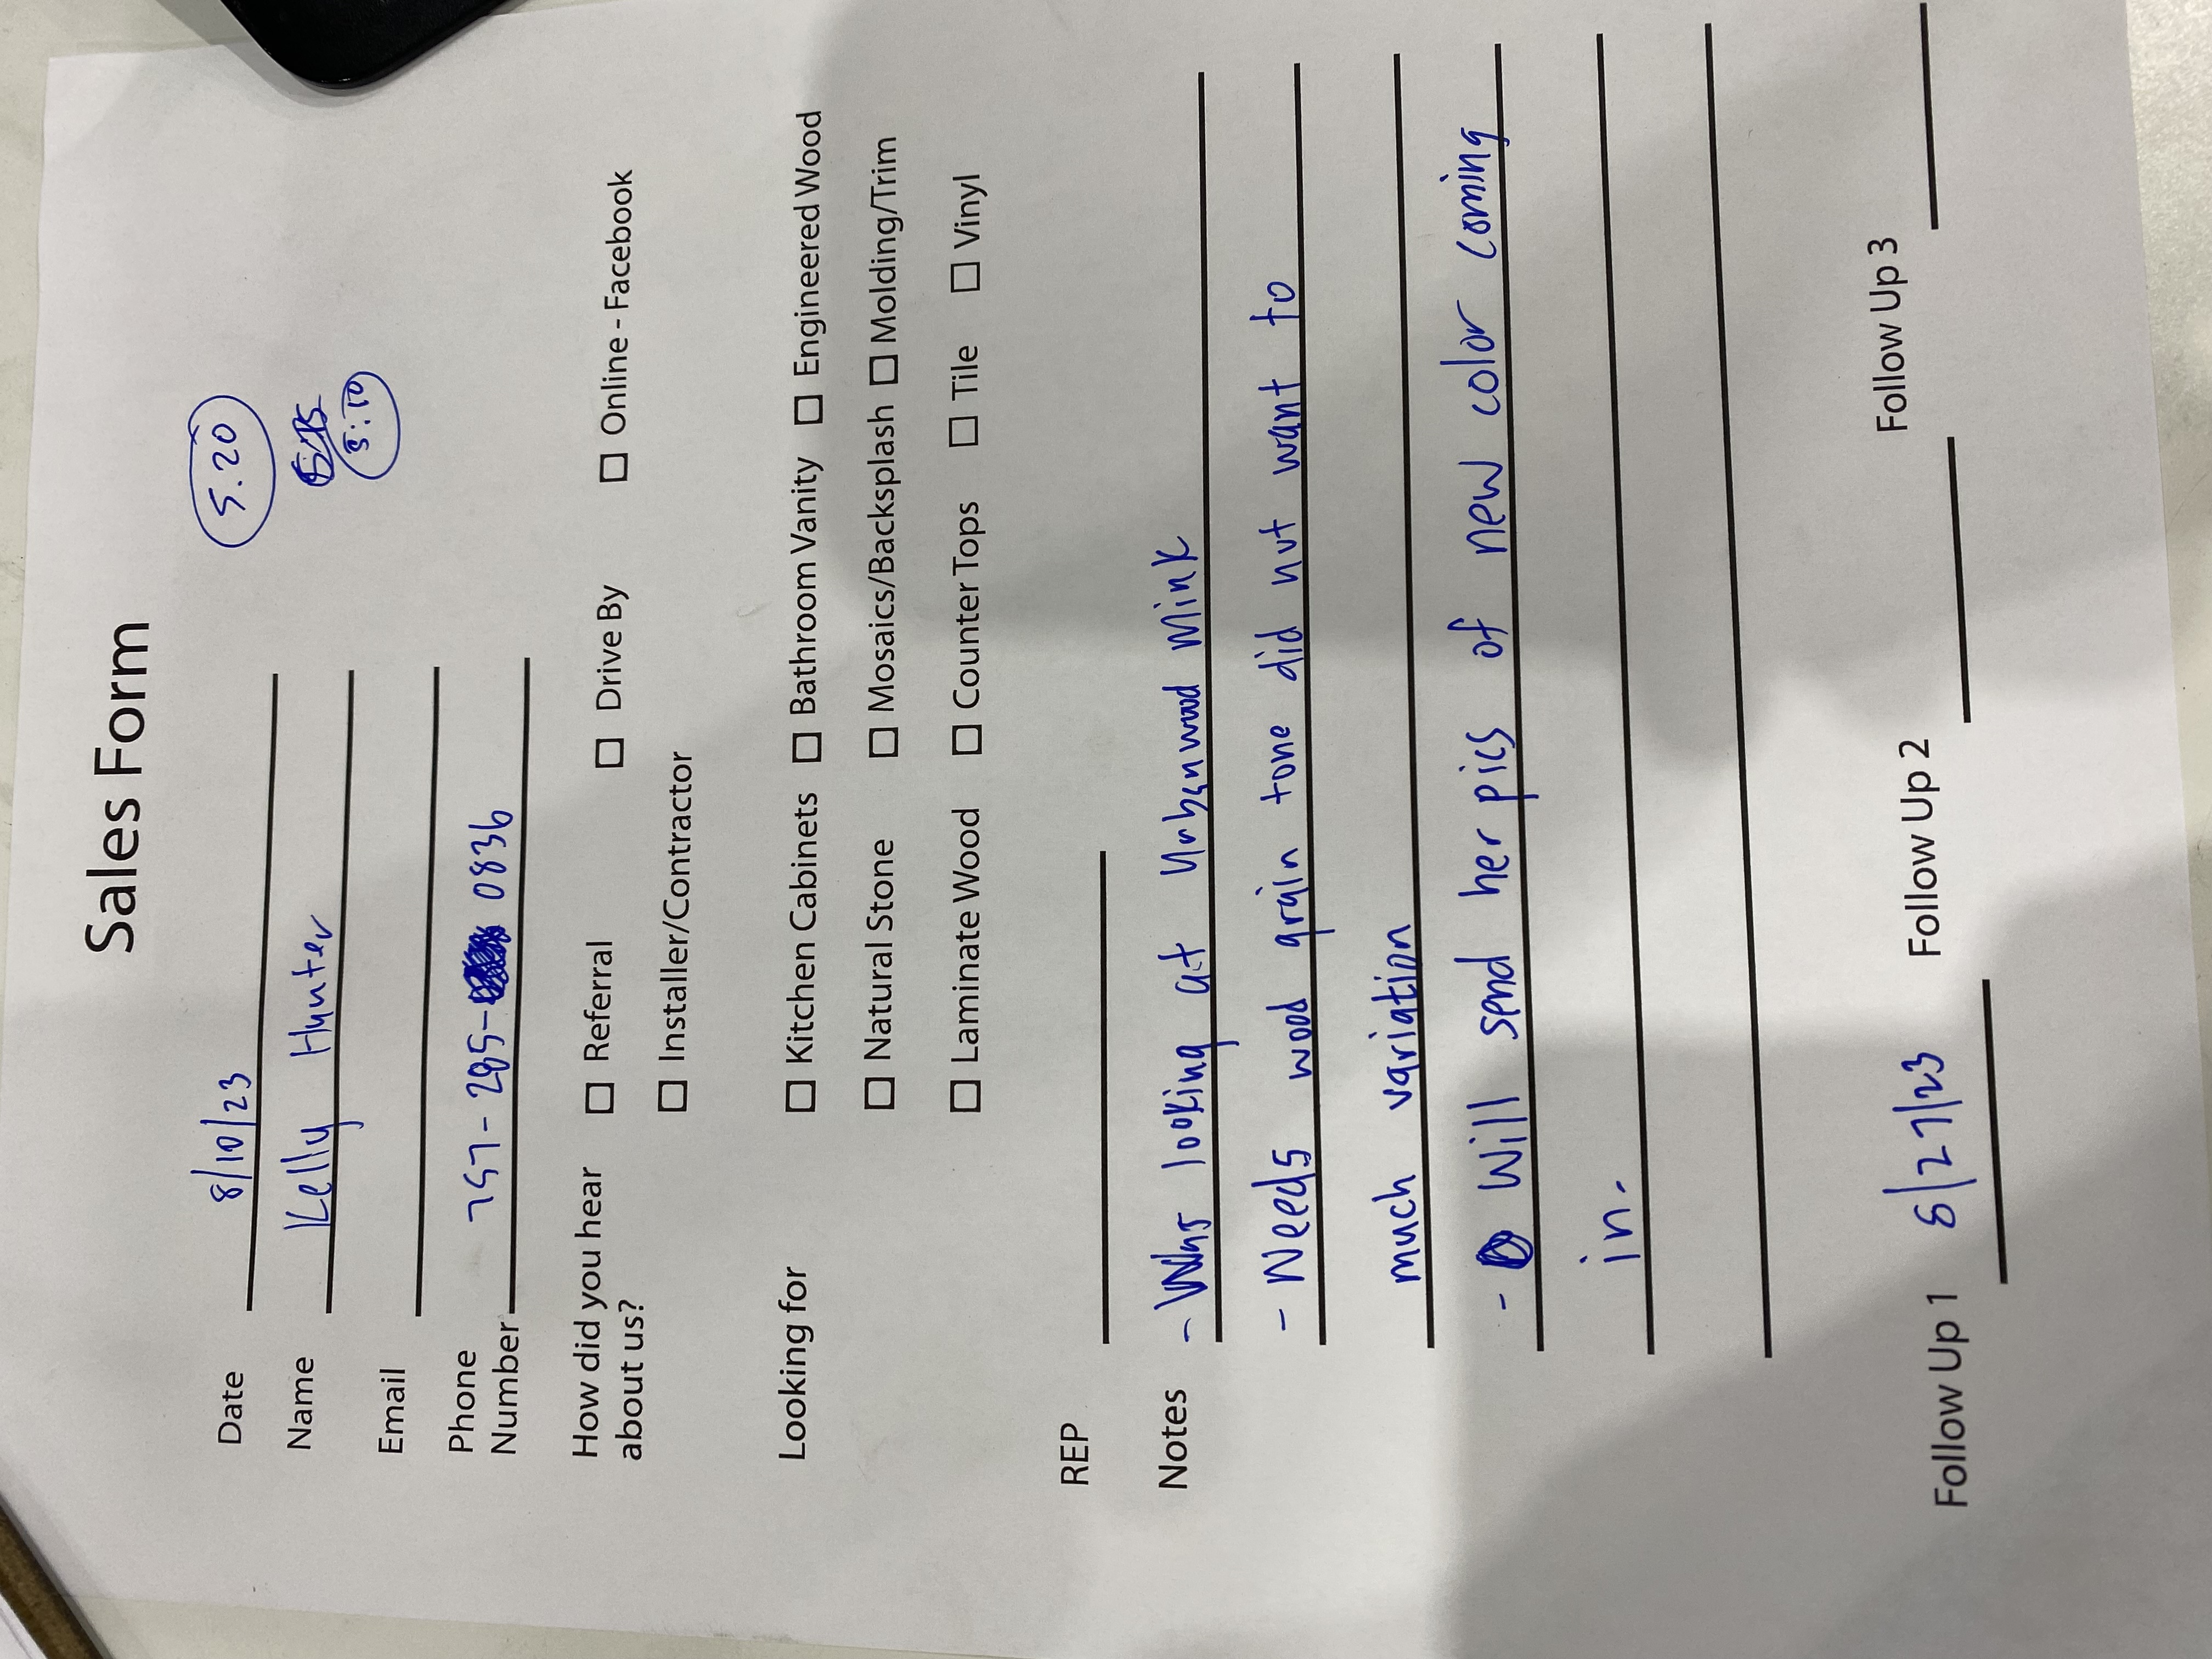 Sales Form
Date 8/10/23 5.20
Name Kelly Hunter
3:10
Email
Phone
Number 757-285- 0836
How did you hear ☐ Referral ☐ Drive By ☐ Online - Facebook
about us? ☐ Installer/Contractor
Looking for ☐ Kitchen Cabinets ☐ Bathroom Vanity ☐ Engineered Wood
☐ Natural Stone ☐ Mosaics/Backsplash ☐ Molding/Trim
☐ Laminate Wood ☐ Counter Tops ☐ Tile ☐ Vinyl
REP
Notes - Was looking at Urbanwood Mink
- Needs wood grain tone did not want to
much variation
- Will send her pics of new color coming
in.
Follow Up 1 8/27/23 Follow Up 2 Follow Up 3